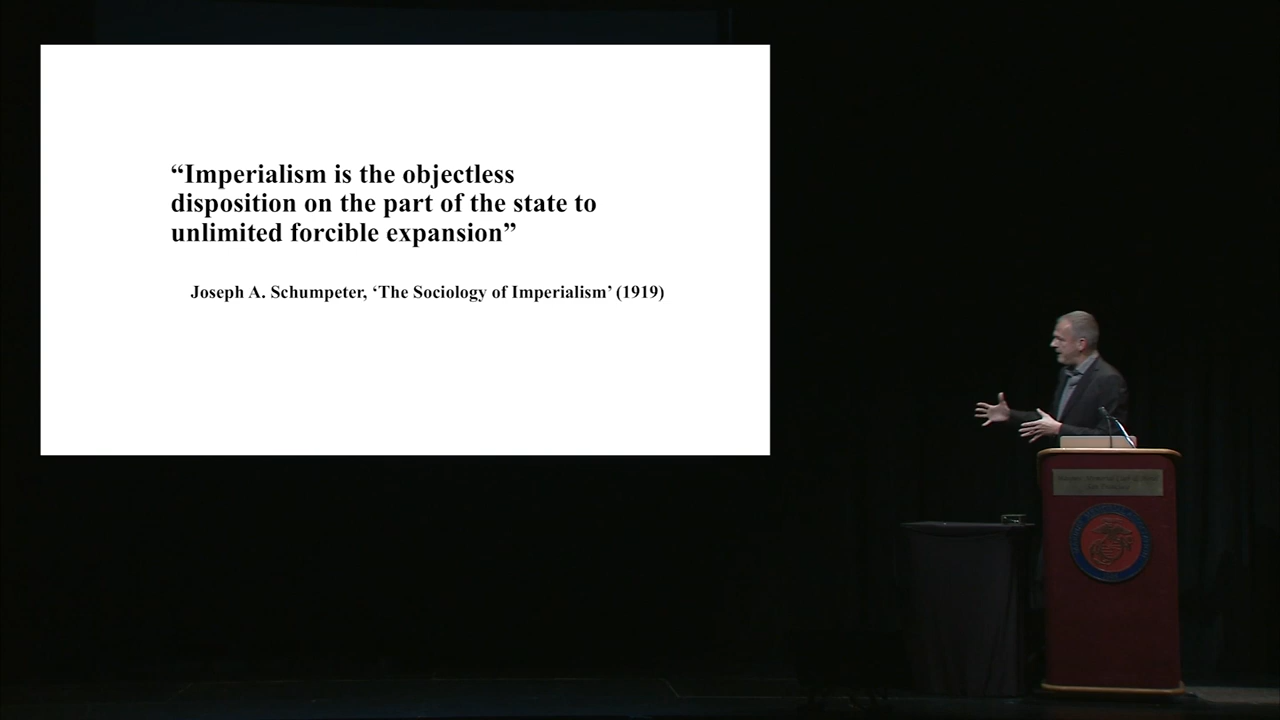 “Imperialism is the objectless
disposition on the part of the state to
unlimited forcible expansion”
Joseph A. Schumpeter, ‘The Sociology of Imperialism’ (1919)